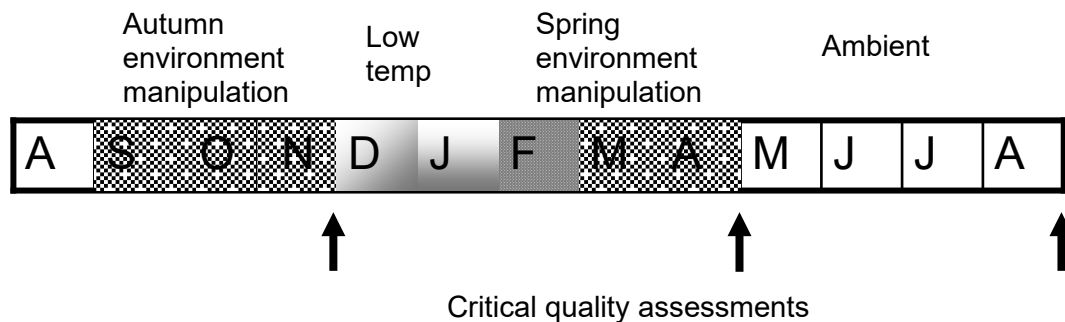 Autumn
environment
manipulation
Low
temp
Spring
environment
manipulation
Ambient
A S O N D J F M A M J J A
Critical quality assessments